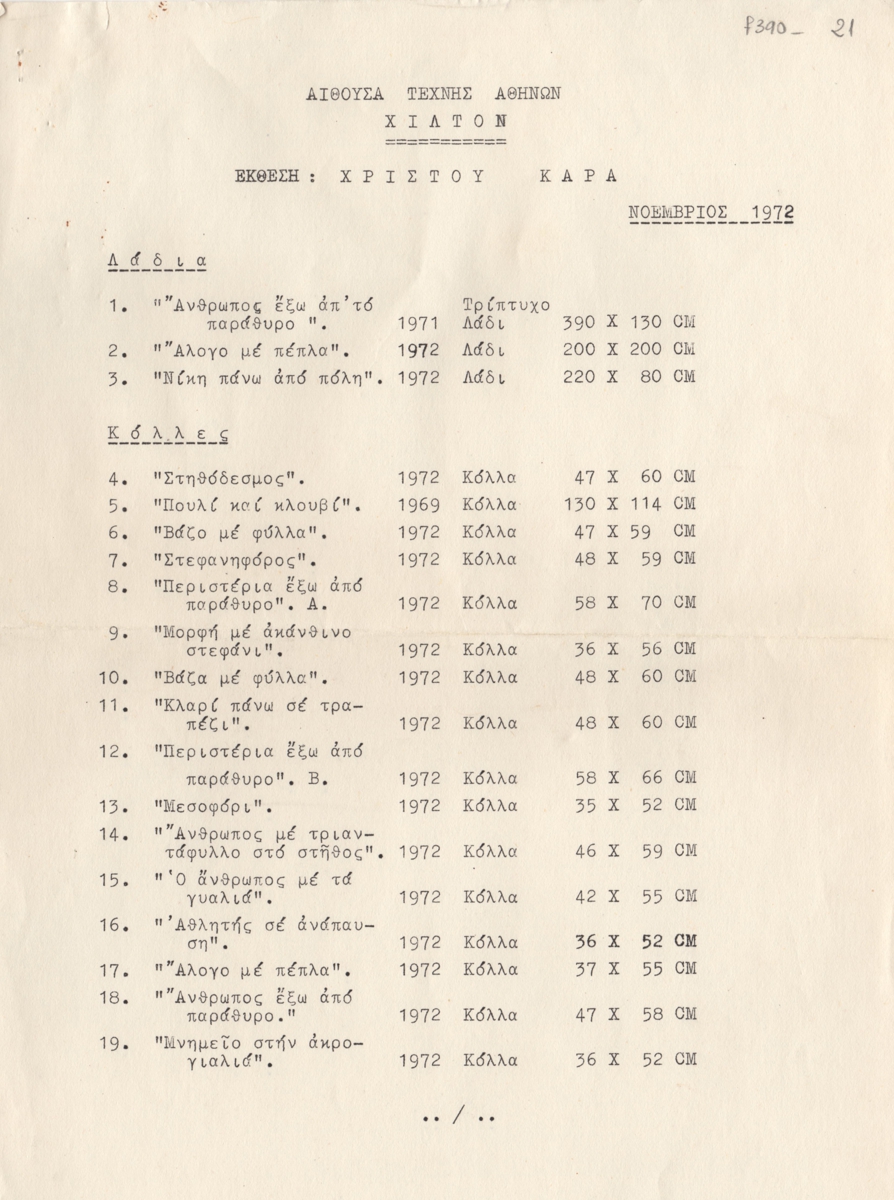 f390_ 21
ΑΙΘΟΥΣΑ ΤΕΧΝΗΣ ΑΘΗΝΩΝ
Χ Ι Λ Τ Ο Ν
===========
ΕΚΘΕΣΗ : Χ Ρ Ι Σ Τ Ο Υ Κ Α Ρ Α
ΝΟΕΜΒΡΙΟΣ 1972
Λ ά δ ι α
1. "῎Ανθρωπος ἔξω ἀπ'τό Τρίπτυχο
παράθυρο ". 1971 Λάδι 390 Χ 130 CM
2. "῎Αλογο μέ πέπλα". 1972 Λάδι 200 Χ 200 CM
3. "Νίκη πάνω ἀπό πόλη". 1972 Λάδι 220 Χ 80 CM
Κ ό λ λ ε ς
4. "Στηθόδεσμος". 1972 Κόλλα 47 Χ 60 CM
5. "Πουλί καί κλουβί". 1969 Κόλλα 130 Χ 114 CM
6. "Βάζο μέ φύλλα". 1972 Κόλλα 47 Χ 59 CM
7. "Στεφανηφόρος". 1972 Κόλλα 48 Χ 59 CM
8. "Περιστέρια ἔξω ἀπό
παράθυρο". Α. 1972 Κόλλα 58 Χ 70 CM
9. "Μορφή μέ ἀκάνθινο
στεφάνι". 1972 Κόλλα 36 Χ 56 CM
10. "Βάζα μέ φύλλα". 1972 Κόλλα 48 Χ 60 CM
11. "Κλαρί πάνω σέ τρα-
πέζι". 1972 Κόλλα 48 Χ 60 CM
12. "Περιστέρια ἔξω ἀπό
παράθυρο". Β. 1972 Κόλλα 58 Χ 66 CM
13. "Μεσοφόρι". 1972 Κόλλα 35 Χ 52 CM
14. "῎Ανθρωπος μέ τριαν-
τάφυλλο στό στῆθος". 1972 Κόλλα 46 Χ 59 CM
15. "Ὁ ἄνθρωπος μέ τά
γυαλιά". 1972 Κόλλα 42 Χ 55 CM
16. "᾿Αθλητής σέ ἀνάπαυ-
ση". 1972 Κόλλα 36 Χ 52 CM
17. "῎Αλογο μέ πέπλα". 1972 Κόλλα 37 Χ 55 CM
18. "῎Ανθρωπος ἔξω ἀπό
παράθυρο." 1972 Κόλλα 47 Χ 58 CM
19. "Μνημεῖο στήν ἀκρο-
γιαλιά". 1972 Κόλλα 36 Χ 52 CM
../..